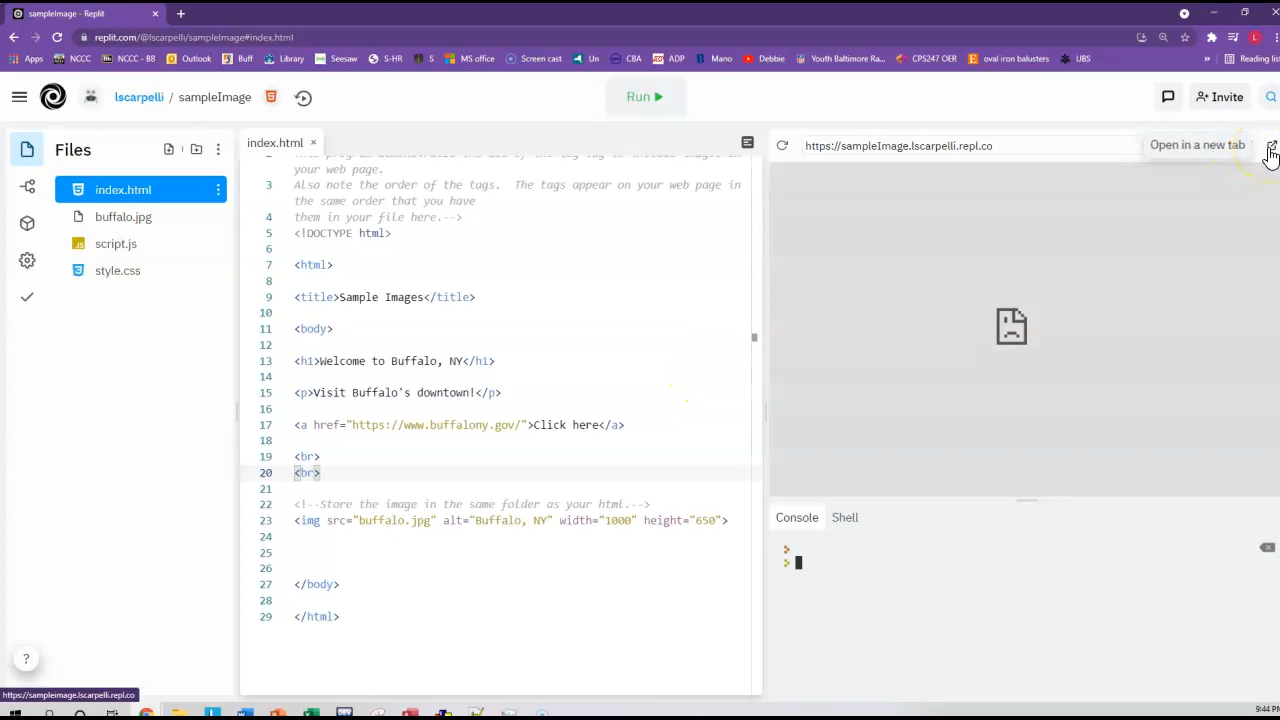 sampleImage - Replit
replit.com/@lscarpelli/sampleImage#index.html
Apps NCCC NCCC - BB Outlook Buff Library Seesaw S-HR S MS office Screen cast Un CBA ADP Mano Debbie Youth Baltimore Ra... CPS247 OER oval iron balusters UBS » Reading list
lscarpelli / sampleImage
Run
Invite
Files
index.html
buffalo.jpg
script.js
style.css
index.html
your web page.
3 Also note the order of the tags. The tags appear on your web page in
the same order that you have
4 them in your file here.-->
5 <!DOCTYPE html>
6
7 <html>
8
9 <title>Sample Images</title>
10
11 <body>
12
13 <h1>Welcome to Buffalo, NY</h1>
14
15 <p>Visit Buffalo's downtown!</p>
16
17 <a href="https://www.buffalony.gov/">Click here</a>
18
19 <br>
20 <br>
21
22 <!--Store the image in the same folder as your html.-->
23 <img src="buffalo.jpg" alt="Buffalo, NY" width="1000" height="650">
24
25
26
27 </body>
28
29 </html>
https://sampleImage.lscarpelli.repl.co
Open in a new tab
Console Shell
?
https://sampleimage.lscarpelli.repl.co
9:44 PM